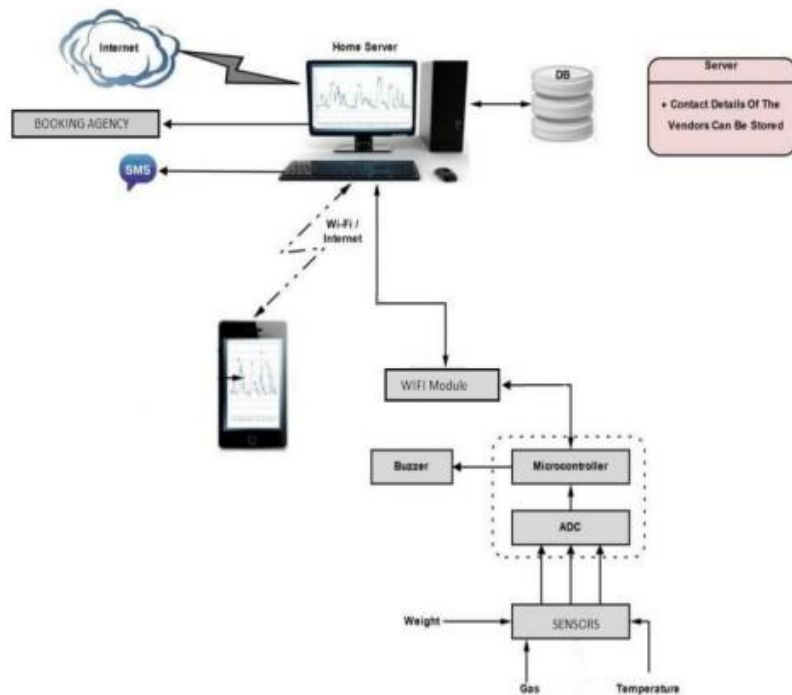 Internet
Home Server
DB
Server
• Contact Details Of The
Vendors Can Be Stored
BOOKING AGENCY
SMS
Wi-Fi /
Internet
WIFI Module
Buzzer
Microcontroller
ADC
Weight
SENSORS
Gas
Temperature